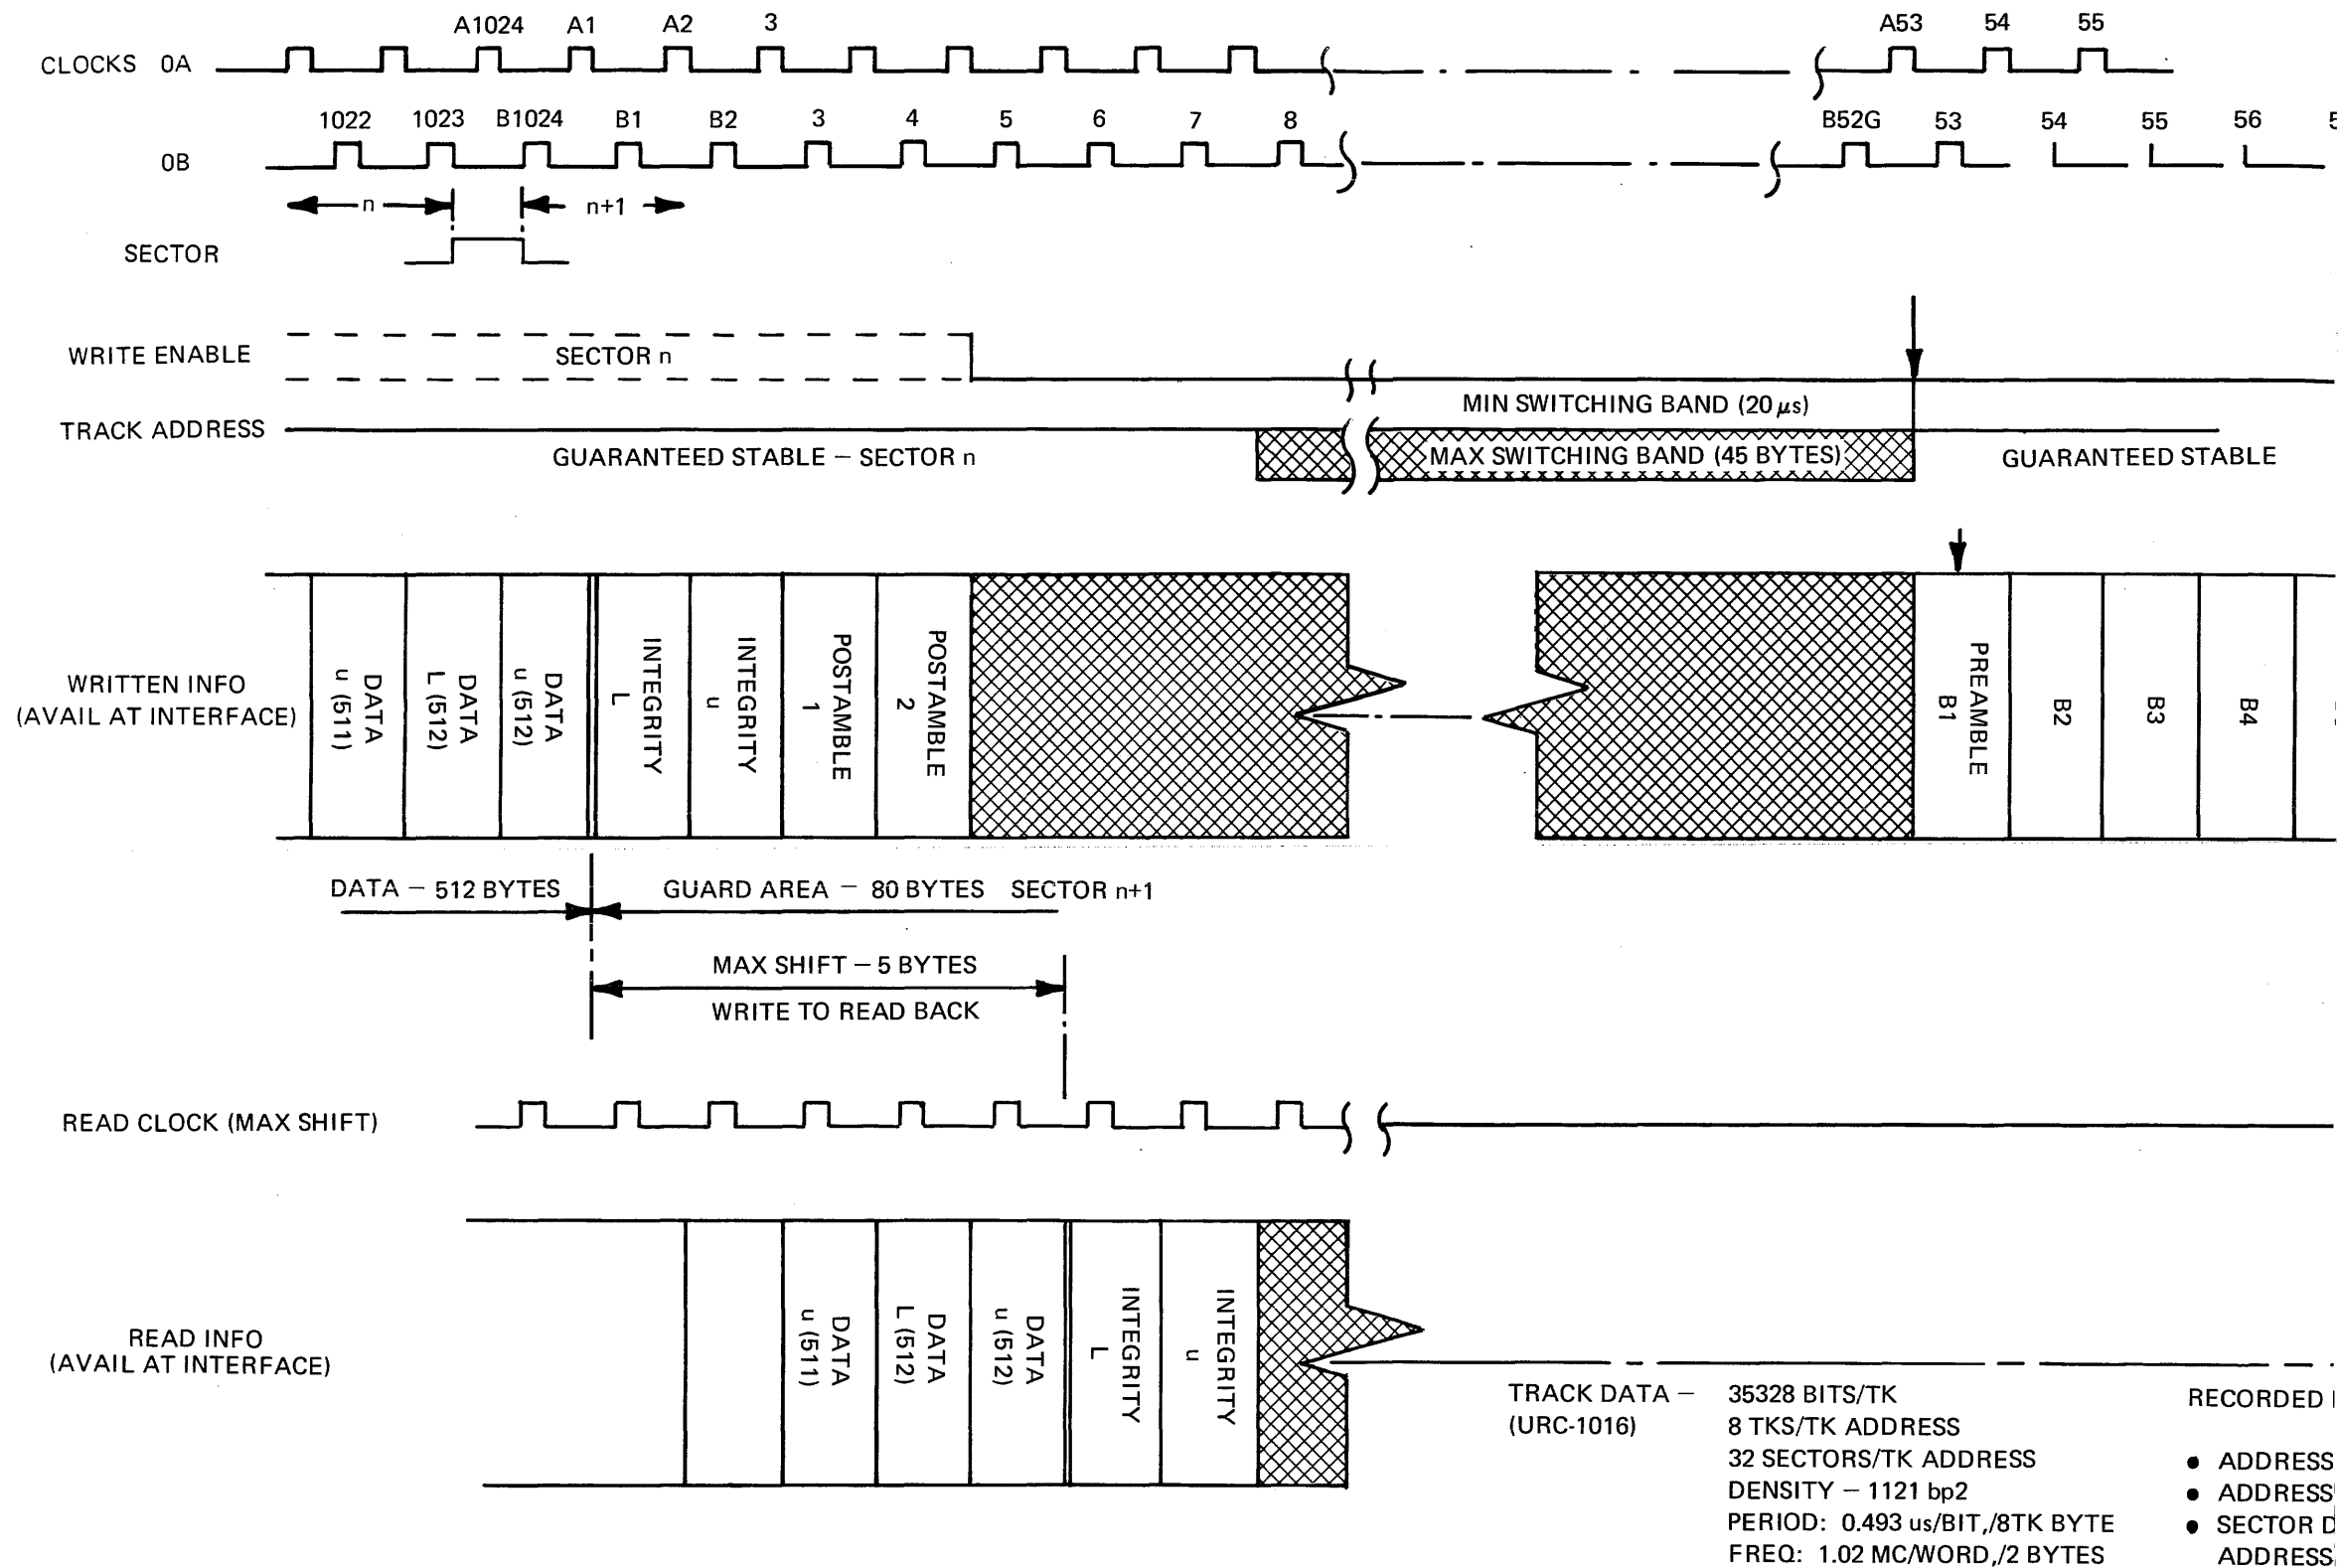 A1024 A1 A2 3 A53 54 55
CLOCKS 0A
1022 1023 B1024 B1 B2 3 4 5 6 7 8 B52G 53 54 55 56
0B
n n+1
SECTOR
WRITE ENABLE SECTOR n
MIN SWITCHING BAND (20 µs)
TRACK ADDRESS
GUARANTEED STABLE — SECTOR n MAX SWITCHING BAND (45 BYTES) GUARANTEED STABLE
WRITTEN INFO
(AVAIL AT INTERFACE)
DATA
u (511)
DATA
L (512)
DATA
u (512)
INTEGRITY
L
INTEGRITY
u
POSTAMBLE
1
POSTAMBLE
2
PREAMBLE
B1
B2
B3
B4
DATA — 512 BYTES GUARD AREA — 80 BYTES SECTOR n+1
MAX SHIFT — 5 BYTES
WRITE TO READ BACK
READ CLOCK (MAX SHIFT)
READ INFO
(AVAIL AT INTERFACE)
DATA
u (511)
DATA
L (512)
DATA
u (512)
INTEGRITY
L
INTEGRITY
u
TRACK DATA — 35328 BITS/TK
(URC-1016) 8 TKS/TK ADDRESS
32 SECTORS/TK ADDRESS
DENSITY — 1121 bp2
PERIOD: 0.493 us/BIT,/8TK BYTE
FREQ: 1.02 MC/WORD,/2 BYTES
RECORDED
• ADDRESS
• ADDRESS
• SECTOR
ADDRESS